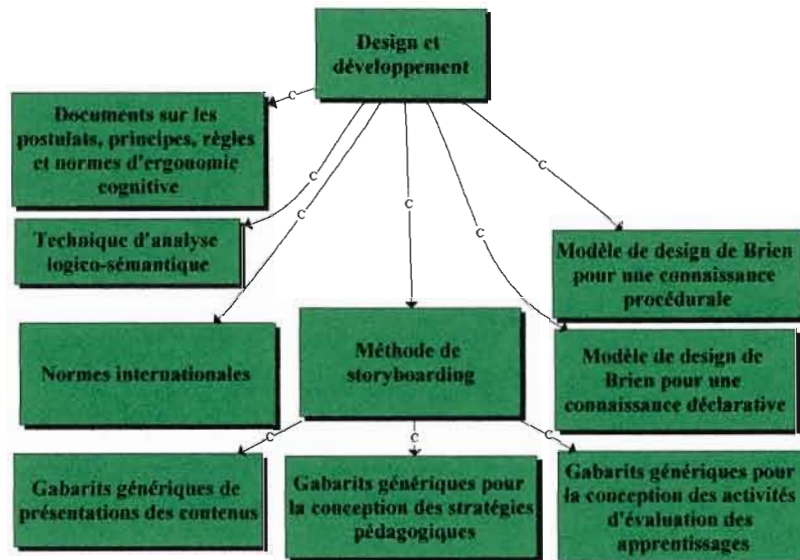 Design et
développement
c
Documents sur les
postulats, principes, règles
et normes d'ergonomie
cognitive
c
c
c
c
c
c
Technique d'analyse
logico-sémantique
Modèle de design de Brien
pour une connaissance
procédurale
Normes internationales
Méthode de
storyboarding
Modèle de design de
Brien pour une
connaissance déclarative
c
c
c
Gabarits génériques de
présentations des contenus
Gabarits génériques pour
la conception des stratégies
pédagogiques
Gabarits génériques pour
la conception des activités
d'évaluation des
apprentissages